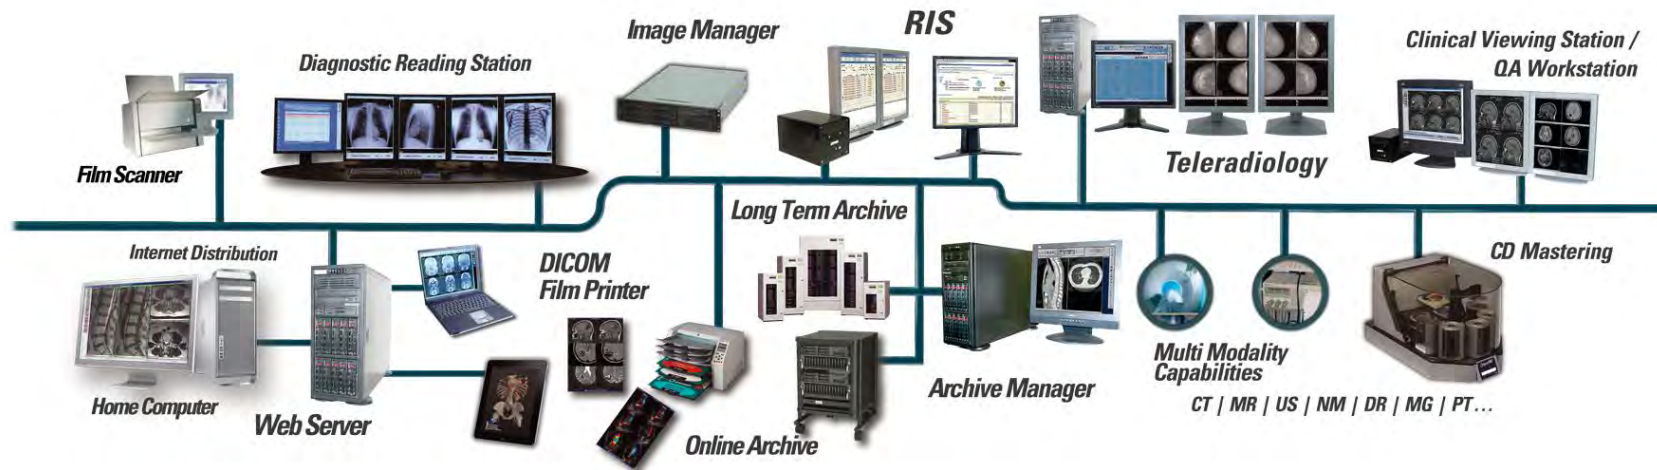 Image Manager
RIS
Diagnostic Reading Station
Clinical Viewing Station /
QA Workstation
Film Scanner
Teleradiology
Long Term Archive
Internet Distribution
DICOM
Film Printer
CD Mastering
Multi Modality
Capabilities
Archive Manager
Home Computer
Web Server
Online Archive
CT | MR | US | NM | DR | MG | PT...